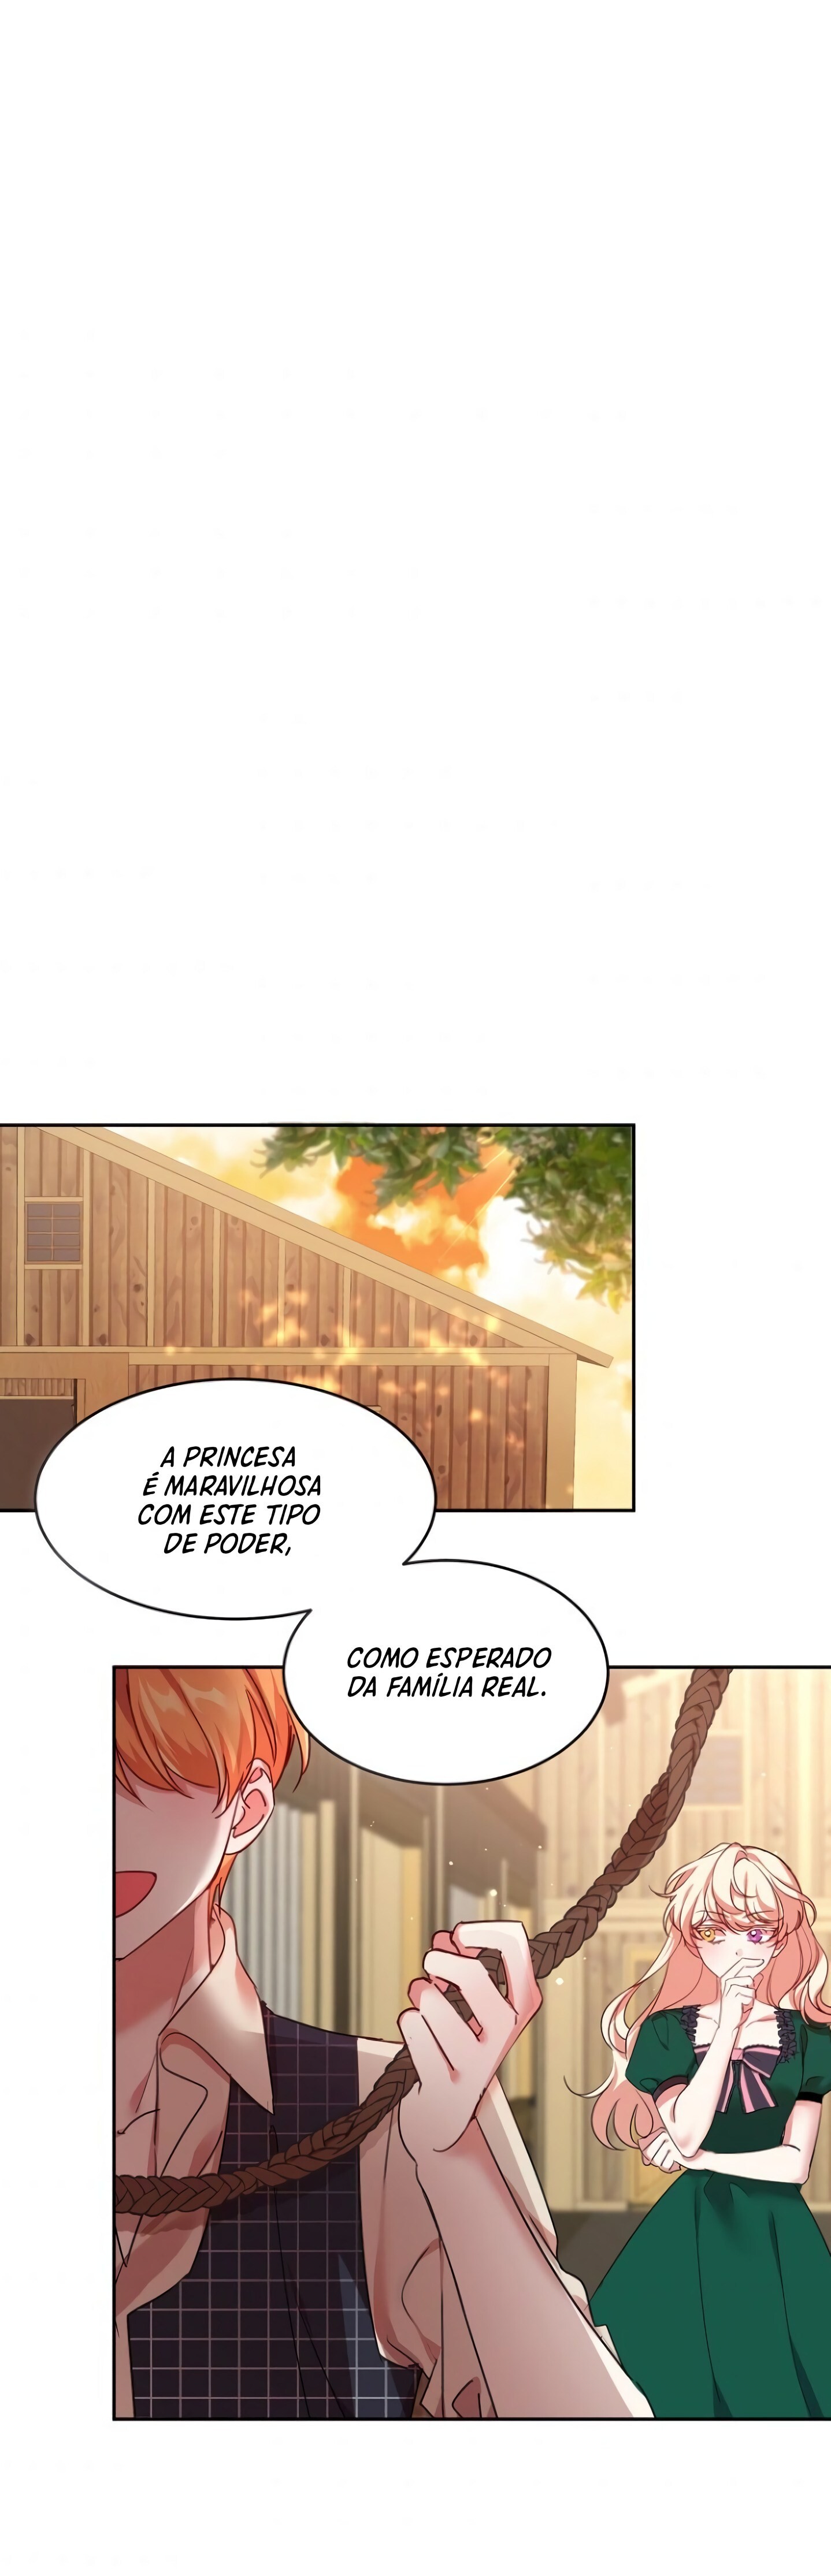 A PRINCESA
É MARAVILHOSA
COM ESTE TIPO
DE PODER,
COMO ESPERADO
DA FAMÍLIA REAL.